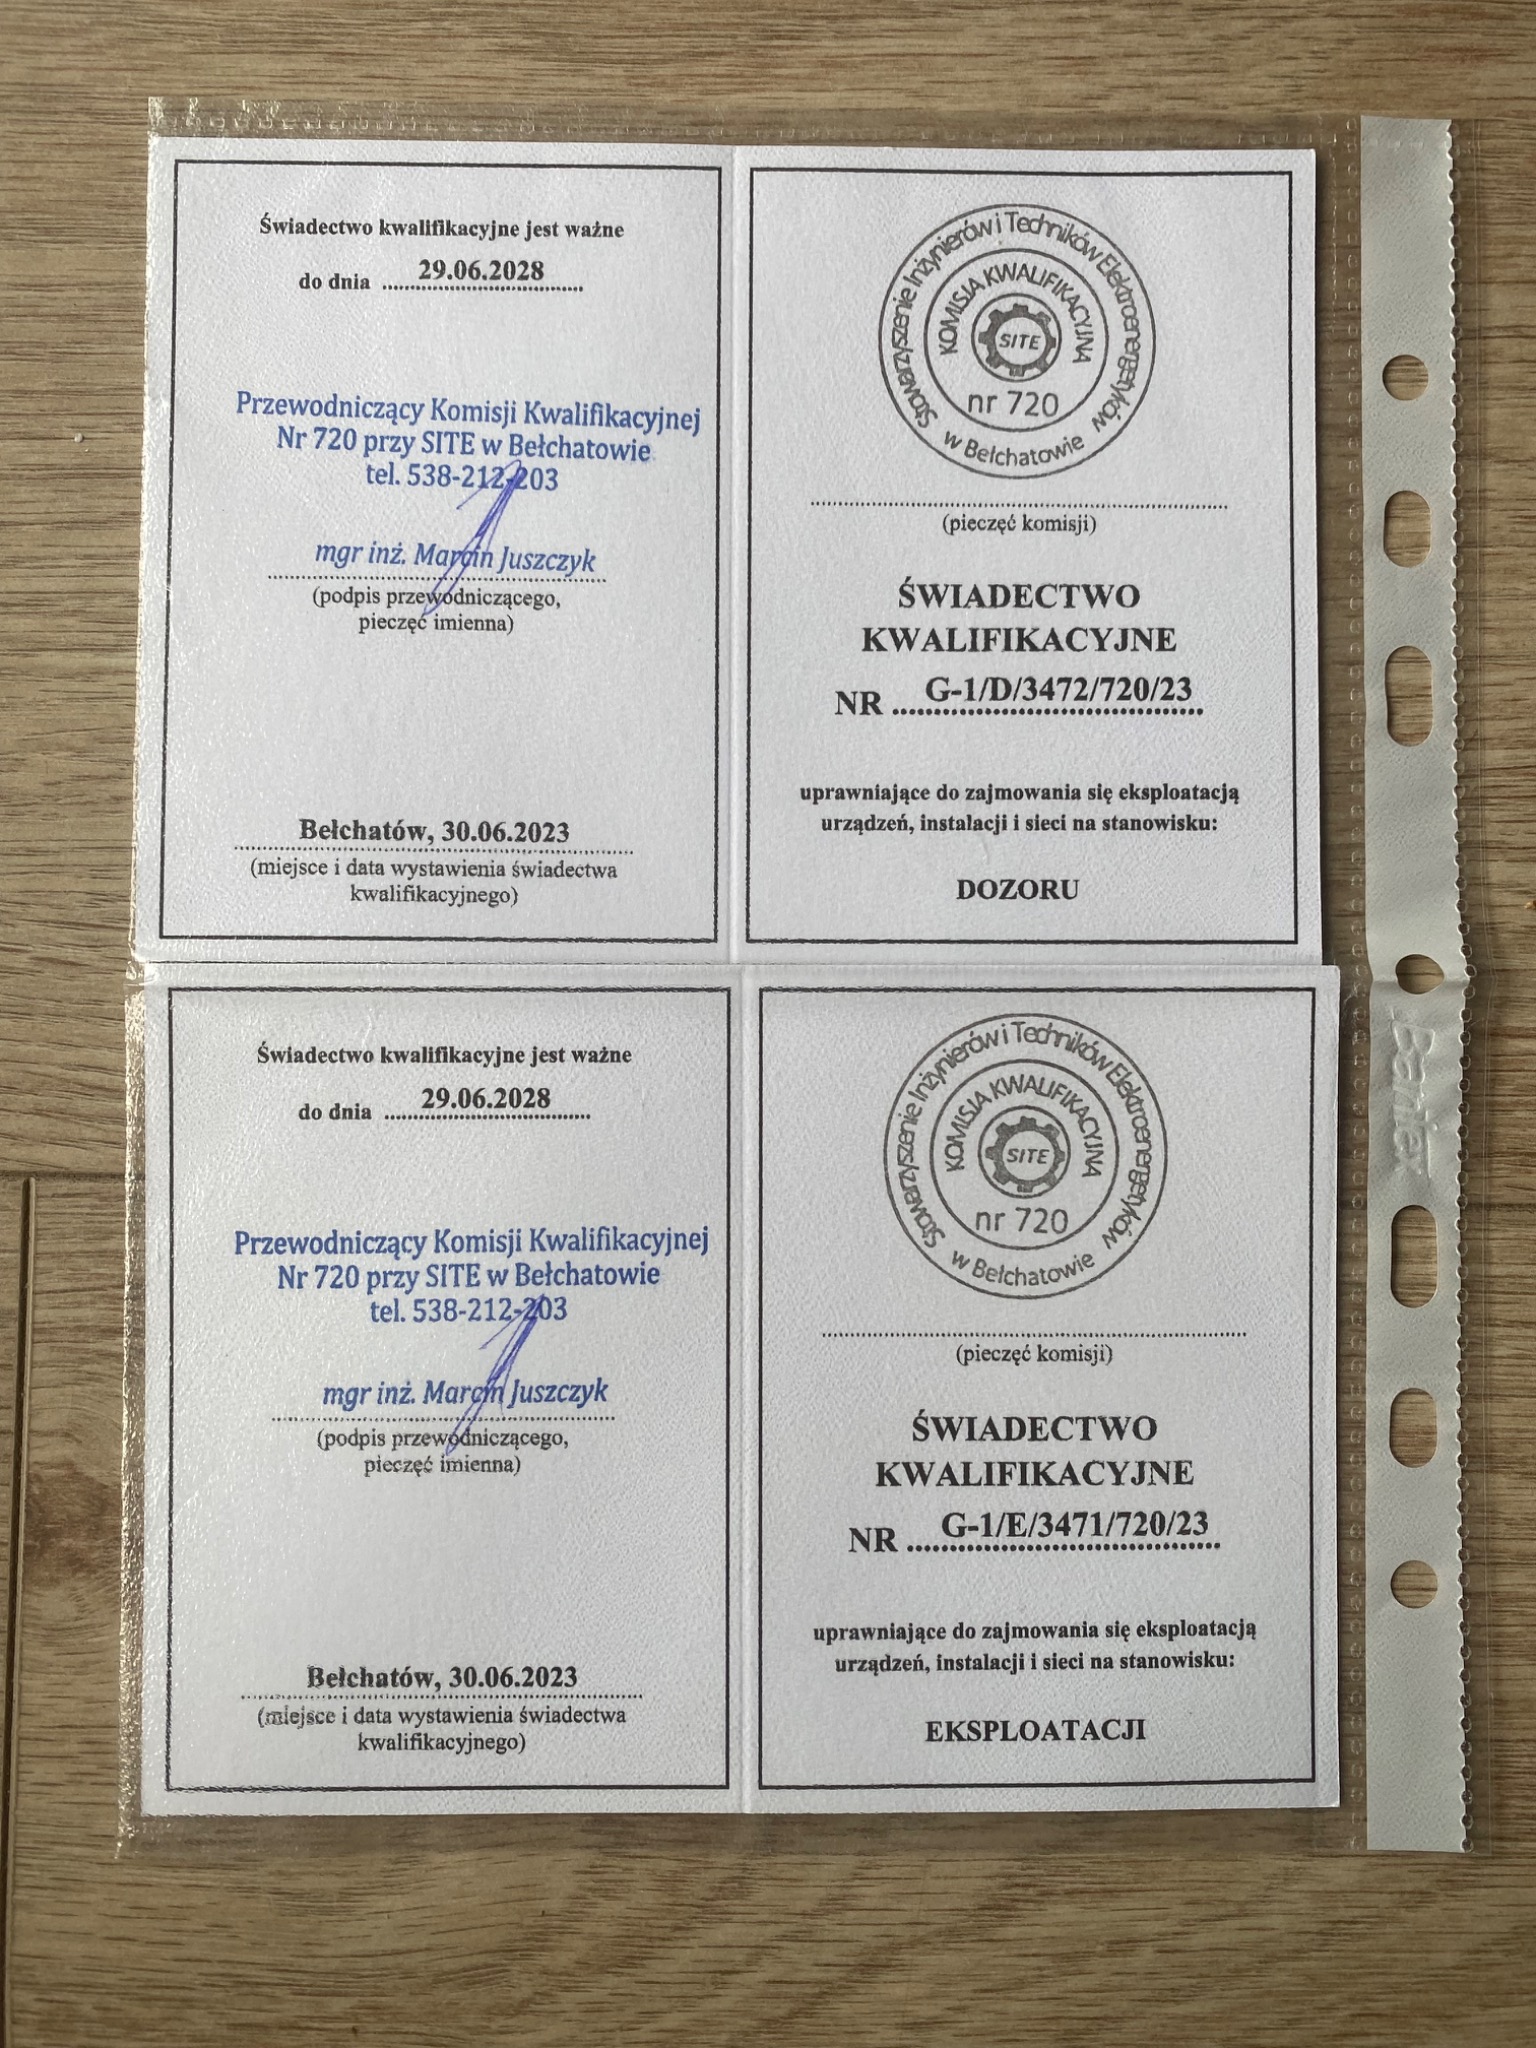 Świadectwo kwalifikacyjne jest ważne
do dnia 29.06.2028
Przewodniczący Komisji Kwalifikacyjnej
Nr 720 przy SITE w Bełchatowie
tel. 538-212-203
mgr inż. Marcin Juszczyk
(podpis przewodniczącego,
pieczęć imienna)
Bełchatów, 30.06.2023
(miejsce i data wystawienia świadectwa
kwalifikacyjnego)
Stowarzyszenie Inżynierów i Techników Elektroenergetyków
w Bełchatowie
KOMISJA KWALIFIKACYJNA
SITE
nr 720
(pieczęć komisji)
ŚWIADECTWO
KWALIFIKACYJNE
NR G-1/D/3472/720/23
uprawniające do zajmowania się eksploatacją
urządzeń, instalacji i sieci na stanowisku:
DOZORU
Świadectwo kwalifikacyjne jest ważne
do dnia 29.06.2028
Przewodniczący Komisji Kwalifikacyjnej
Nr 720 przy SITE w Bełchatowie
tel. 538-212-203
mgr inż. Marcin Juszczyk
(podpis przewodniczącego,
pieczęć imienna)
Bełchatów, 30.06.2023
(miejsce i data wystawienia świadectwa
kwalifikacyjnego)
Stowarzyszenie Inżynierów i Techników Elektroenergetyków
w Bełchatowie
KOMISJA KWALIFIKACYJNA
SITE
nr 720
(pieczęć komisji)
ŚWIADECTWO
KWALIFIKACYJNE
NR G-1/E/3471/720/23
uprawniające do zajmowania się eksploatacją
urządzeń, instalacji i sieci na stanowisku:
EKSPLOATACJI